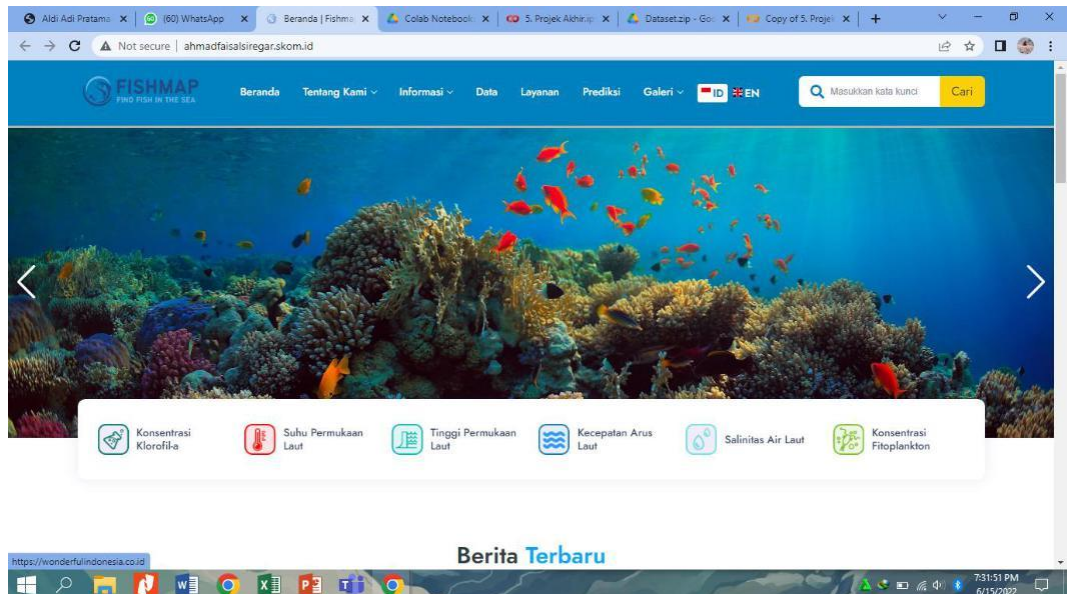 Aldi Adi Pratama
(60) WhatsApp
Beranda | Fishma
Colab Notebook
5. Projek Akhir.ip
Dataset.zip - Goo
Copy of 5. Projek
Not secure | ahmadfaisalsiregar.skom.id
FISHMAP
FIND FISH IN THE SEA
Beranda Tentang Kami Informasi Data Layanan Prediksi Galeri ID EN
Masukkan kata kunci
Cari
Konsentrasi
Klorofil-a
Suhu Permukaan
Laut
Tinggi Permukaan
Laut
Kecepatan Arus
Laut
Salinitas Air Laut
Konsentrasi
Fitoplankton
Berita Terbaru
https://wonderfulindonesia.co.id
7:31:51 PM
6/15/2022